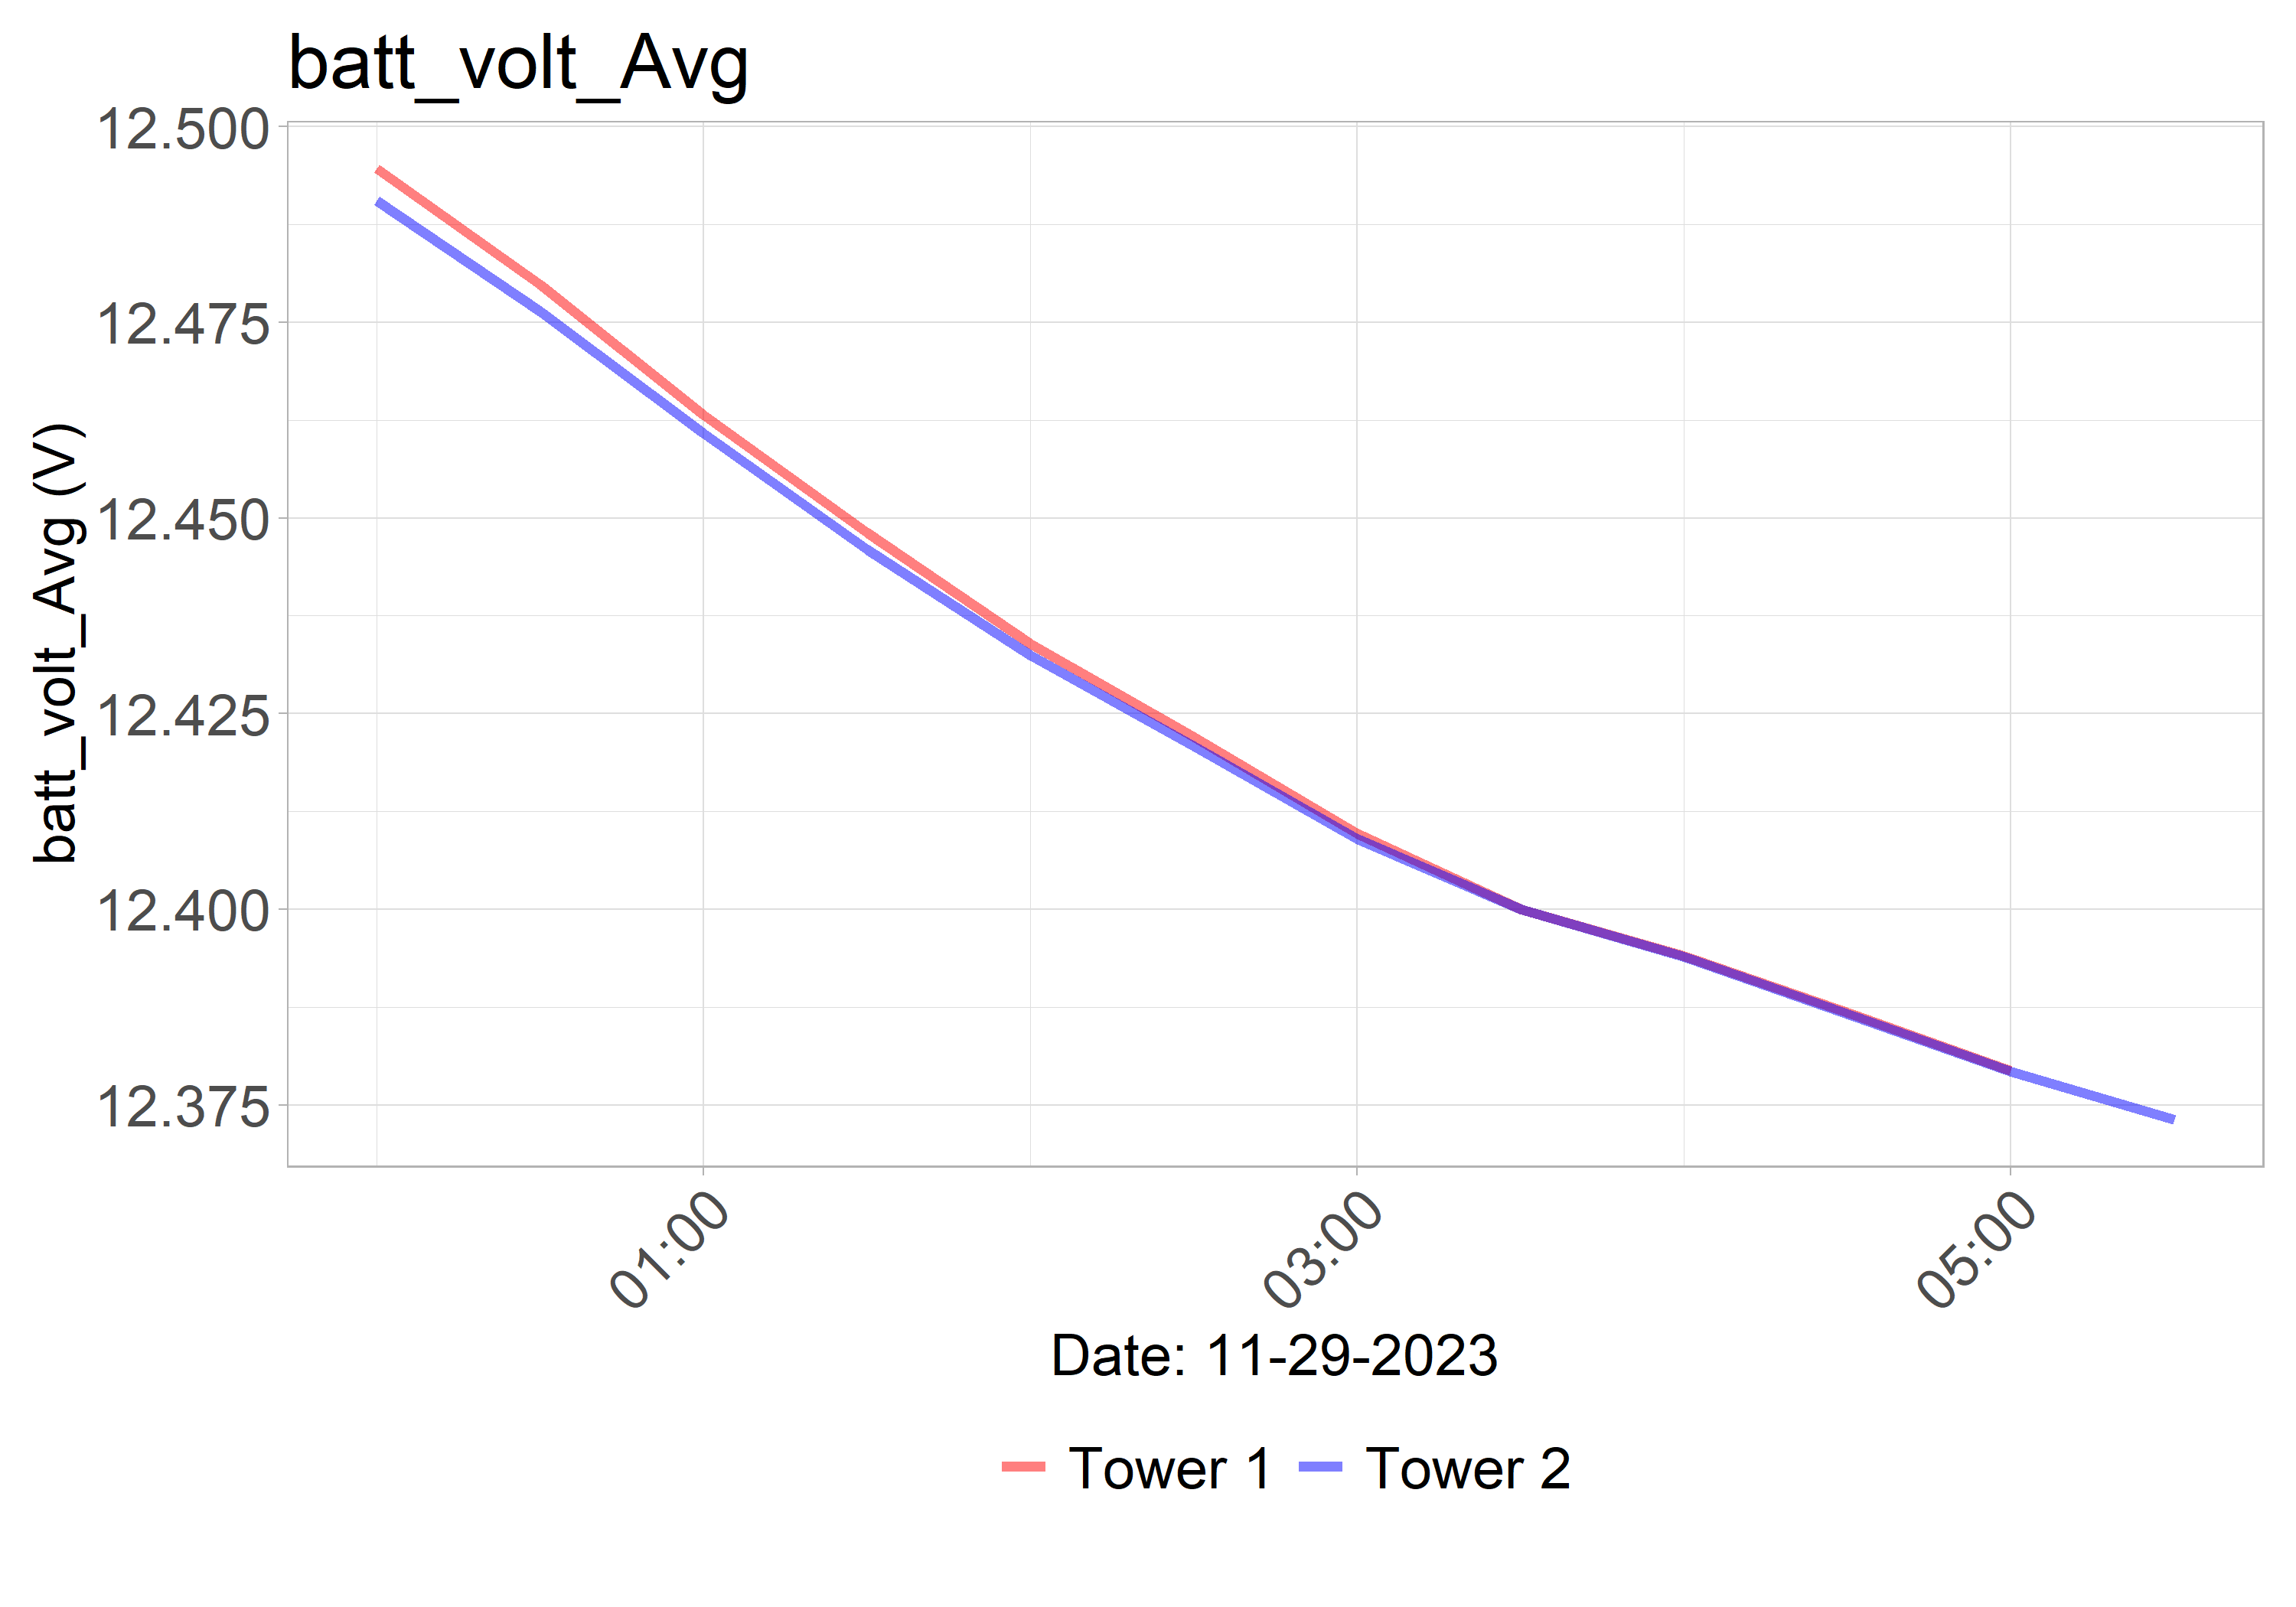 batt_volt_Avg
batt_volt_Avg (V)
12.500
12.475
12.450
12.425
12.400
12.375
01:00
03:00
05:00
Date: 11-29-2023
Tower 1
Tower 2